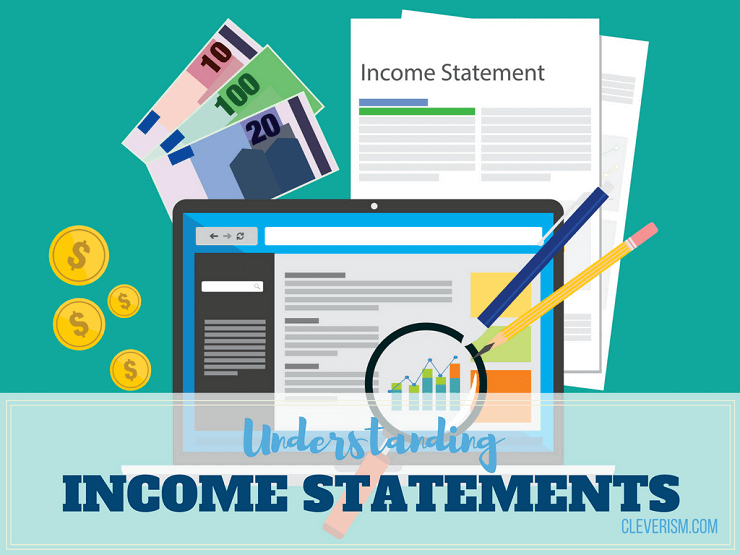 10
100
20
Income Statement
$
$
$
$
Understanding
INCOME STATEMENTS
CLEVERISM.COM